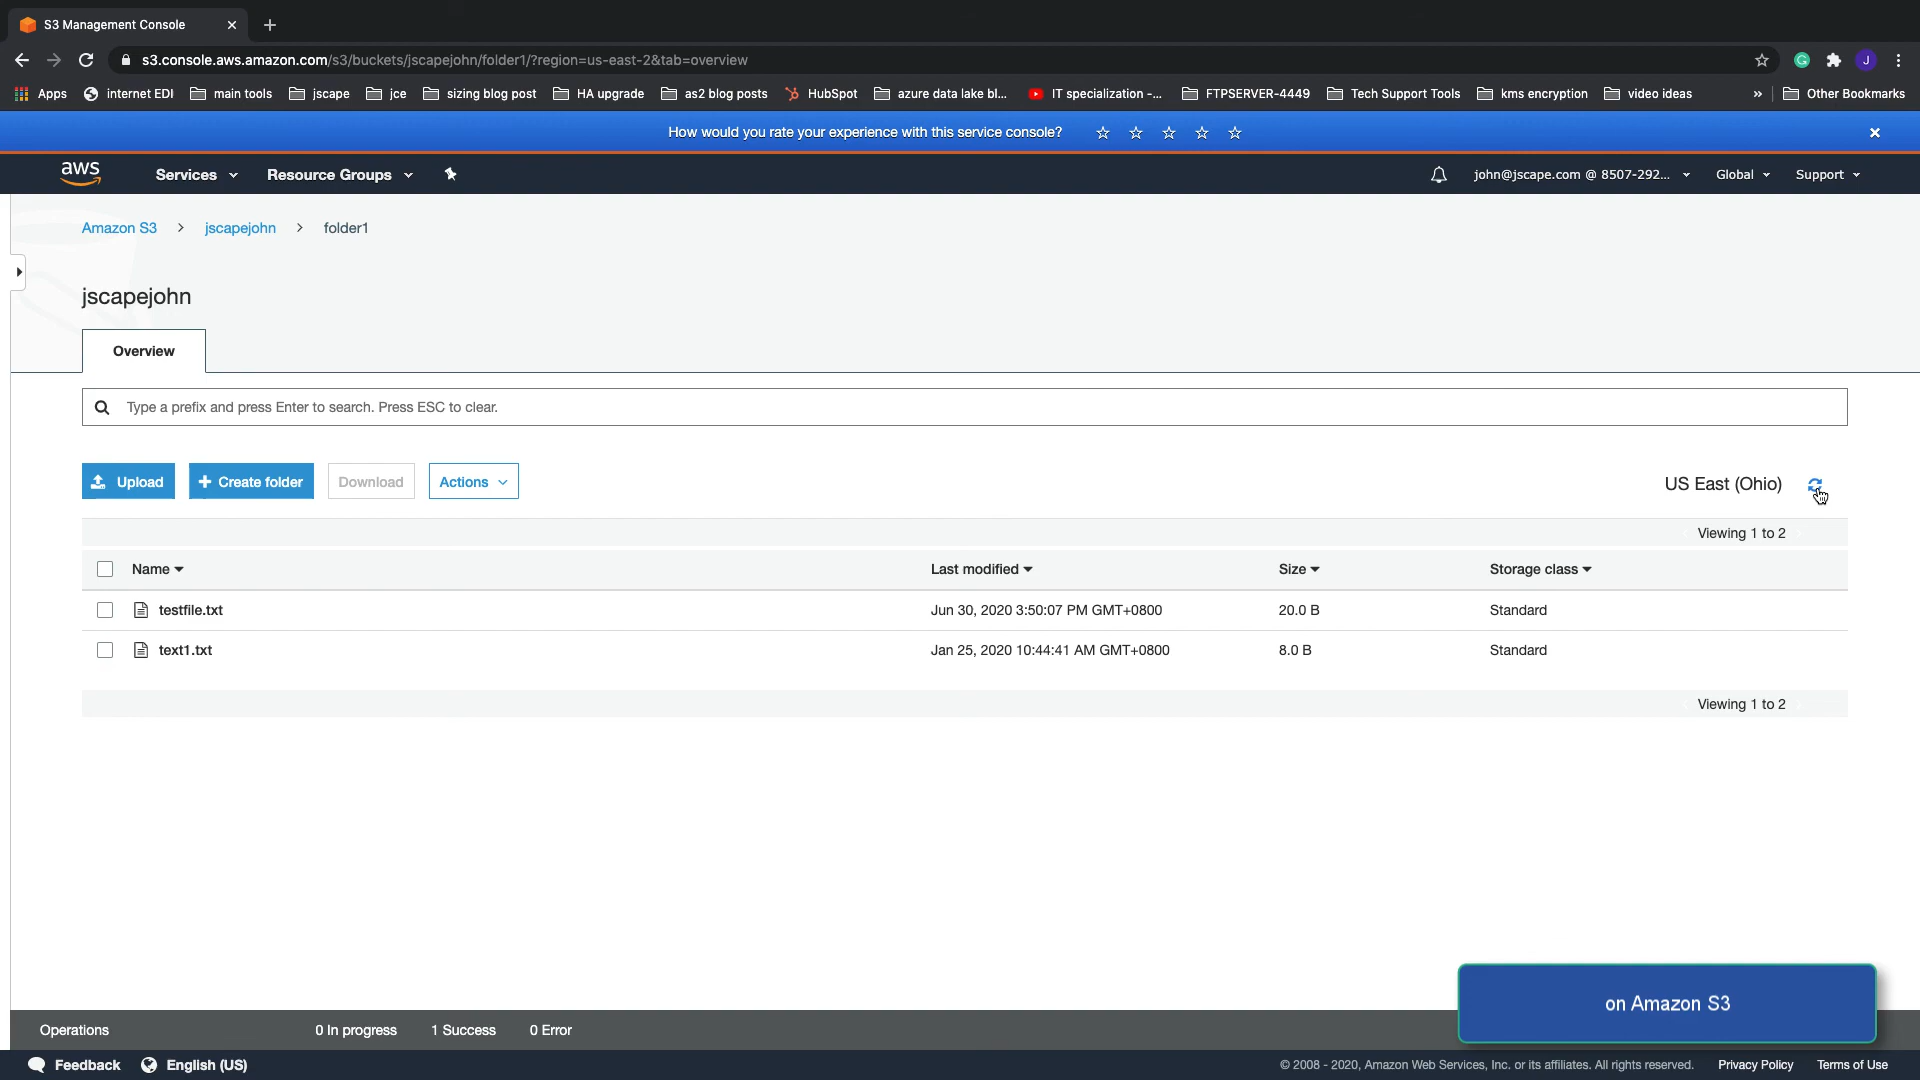 S3 Management Console
s3.console.aws.amazon.com/s3/buckets/jscapejohn/folder1/?region=us-east-2&tab=overview
J
Apps internet EDI main tools jscape jce sizing blog post HA upgrade as2 blog posts HubSpot azure data lake bl... IT specialization -... FTPSERVER-4449 Tech Support Tools kms encryption video ideas » Other Bookmarks
How would you rate your experience with this service console?
aws Services Resource Groups john@jscape.com @ 8507-292... Global Support
Amazon S3 > jscapejohn > folder1
jscapejohn
Overview
Type a prefix and press Enter to search. Press ESC to clear.
Upload + Create folder Download Actions US East (Ohio)
Viewing 1 to 2
Name Last modified Size Storage class
testfile.txt Jun 30, 2020 3:50:07 PM GMT+0800 20.0 B Standard
text1.txt Jan 25, 2020 10:44:41 AM GMT+0800 8.0 B Standard
Viewing 1 to 2
on Amazon S3
Operations 0 In progress 1 Success 0 Error
Feedback English (US) © 2008 - 2020, Amazon Web Services, Inc. or its affiliates. All rights reserved. Privacy Policy Terms of Use